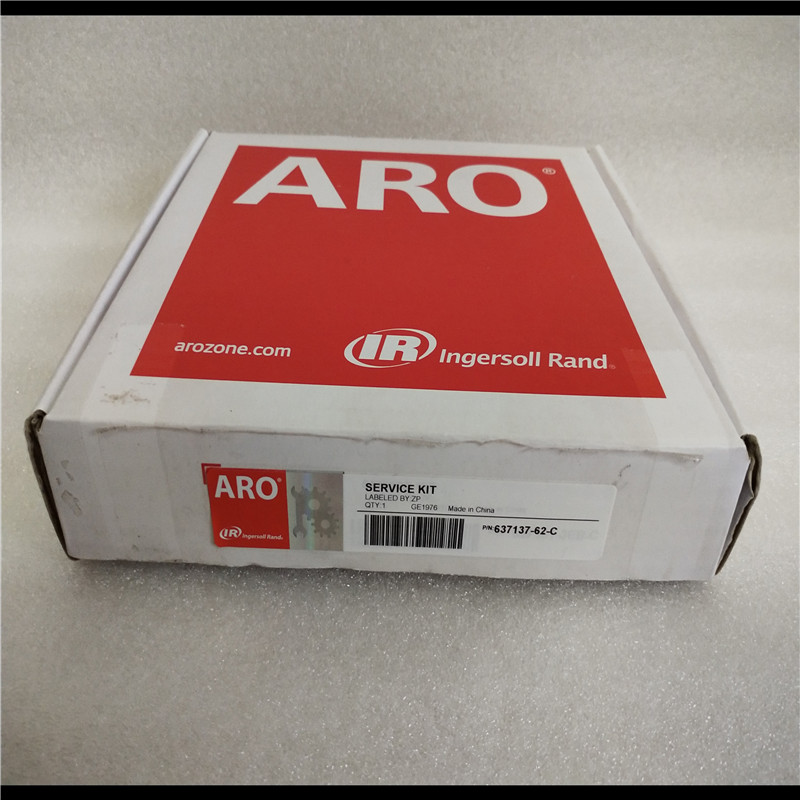 ARO®
arozone.com
IR Ingersoll Rand®
ARO®
IR Ingersoll Rand®
SERVICE KIT
LABELED BY:ZP
QTY:1 GE1976 Made in China
P/N:637137-62-C